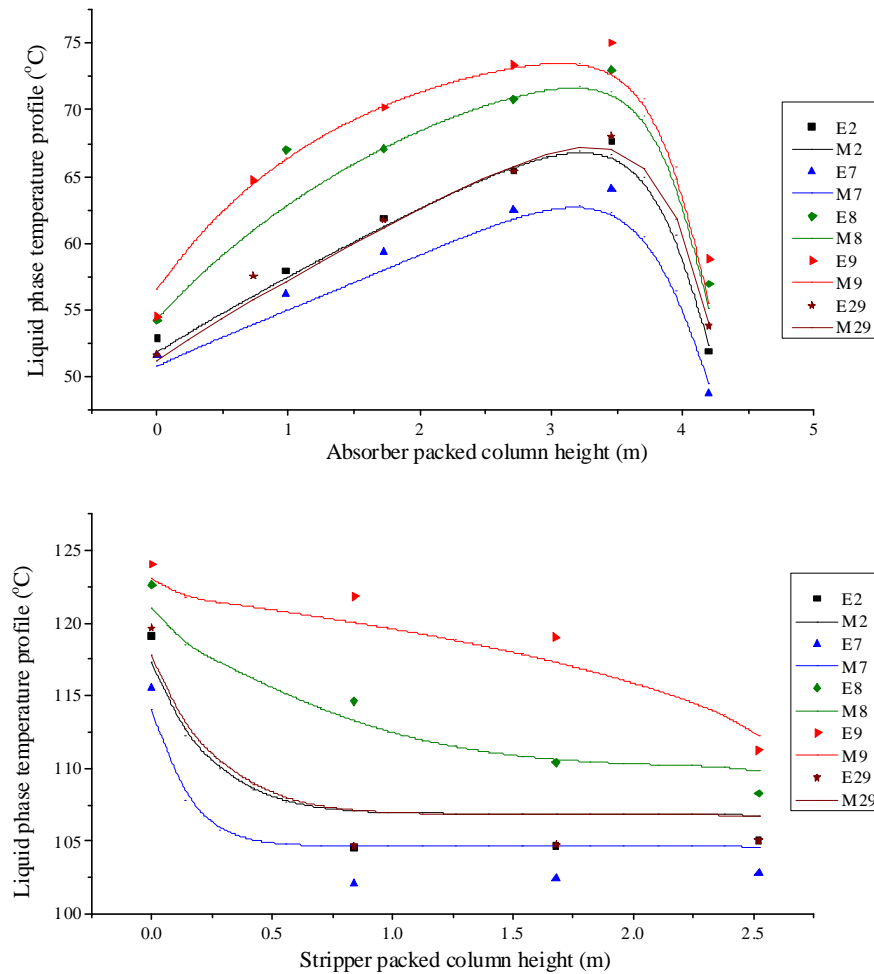 Liquid phase temperature profile (°C)
75
70
65
60
55
50
0
1
2
3
4
5
Absorber packed column height (m)
E2
M2
E7
M7
E8
M8
E9
M9
E29
M29
Liquid phase temperature profile (°C)
125
120
115
110
105
100
0.0
0.5
1.0
1.5
2.0
2.5
Stripper packed column height (m)
E2
M2
E7
M7
E8
M8
E9
M9
E29
M29